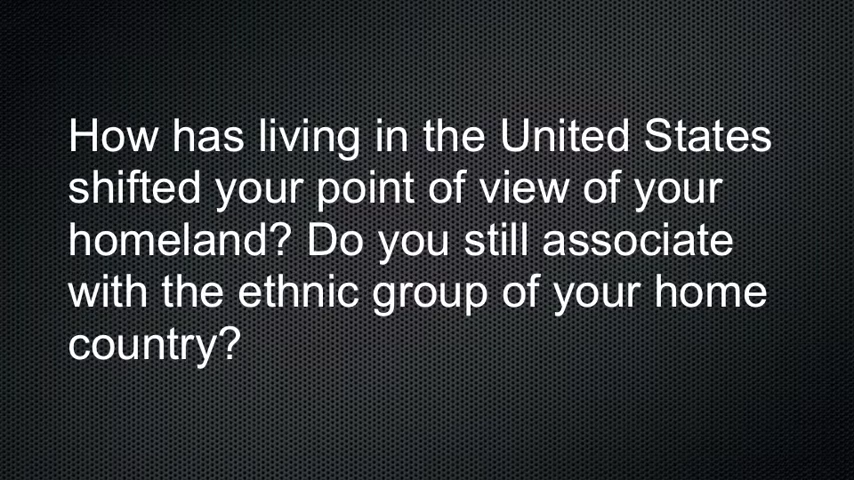 How has living in the United States
shifted your point of view of your
homeland? Do you still associate
with the ethnic group of your home
country?